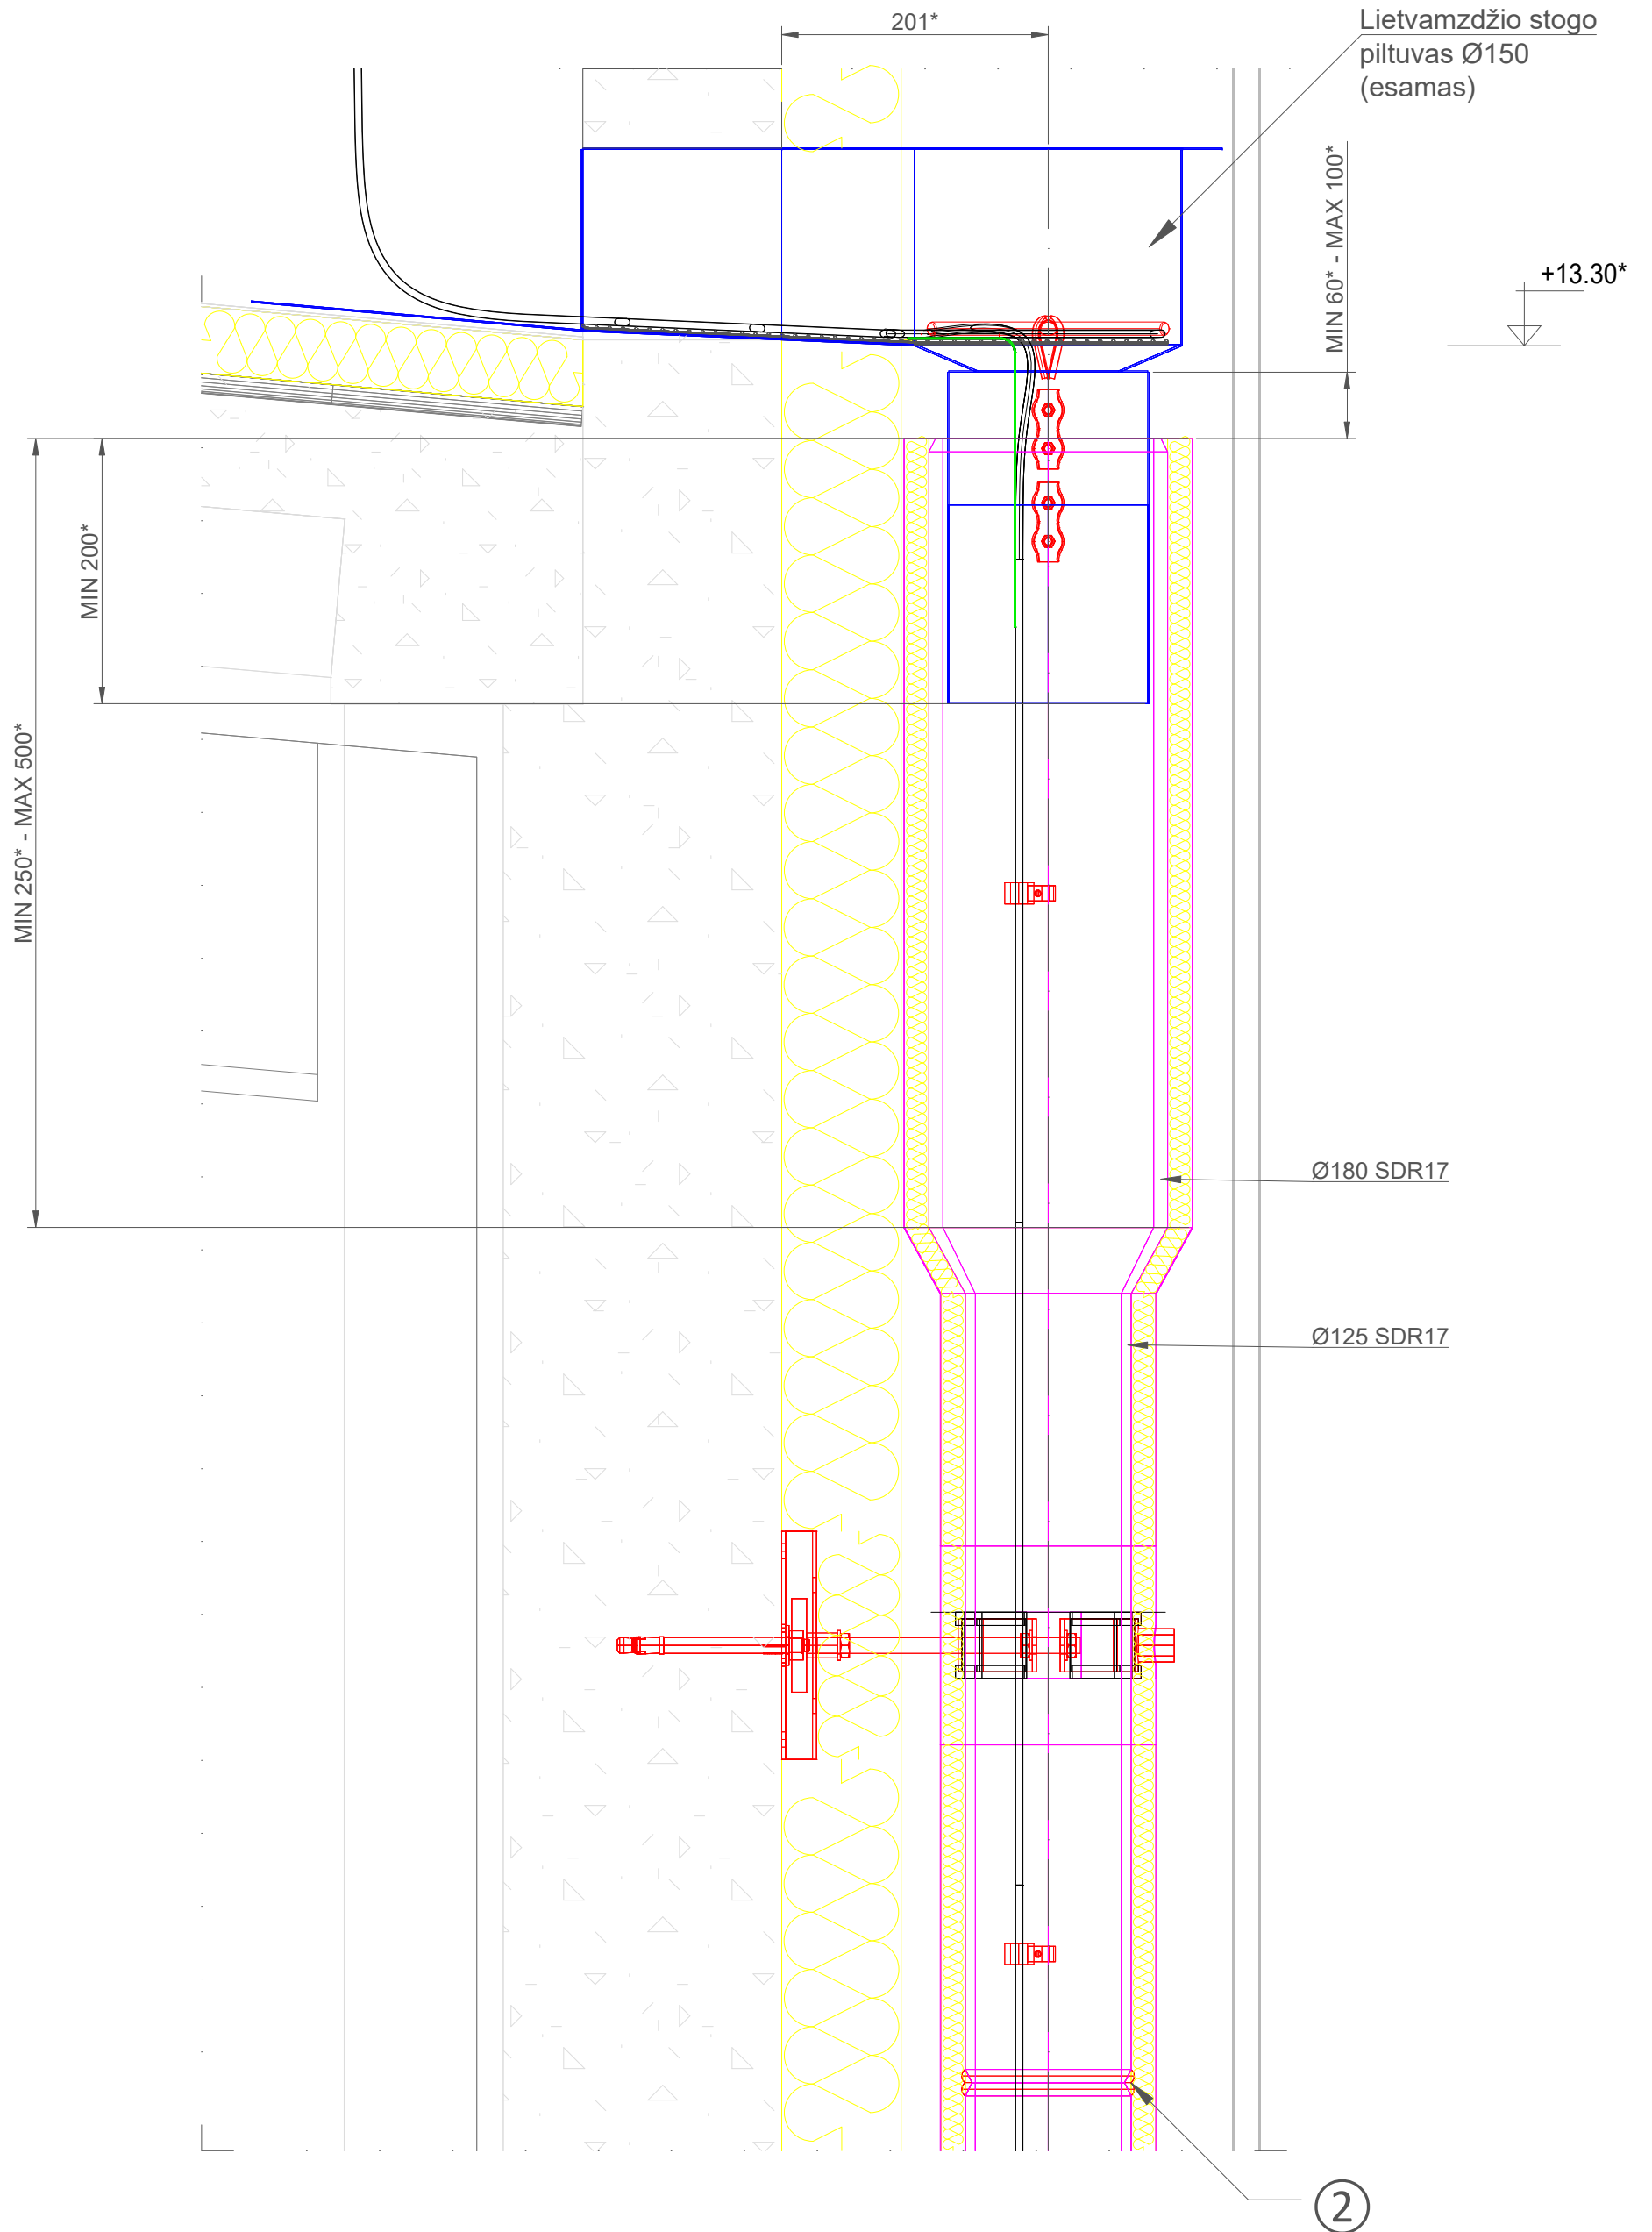 201*
Lietvamzdžio stogo
piltuvas Ø150
(esamas)
MIN 60* - MAX 100*
+13.30*
MIN 200*
MIN 250* - MAX 500*
Ø180 SDR17
Ø125 SDR17
2